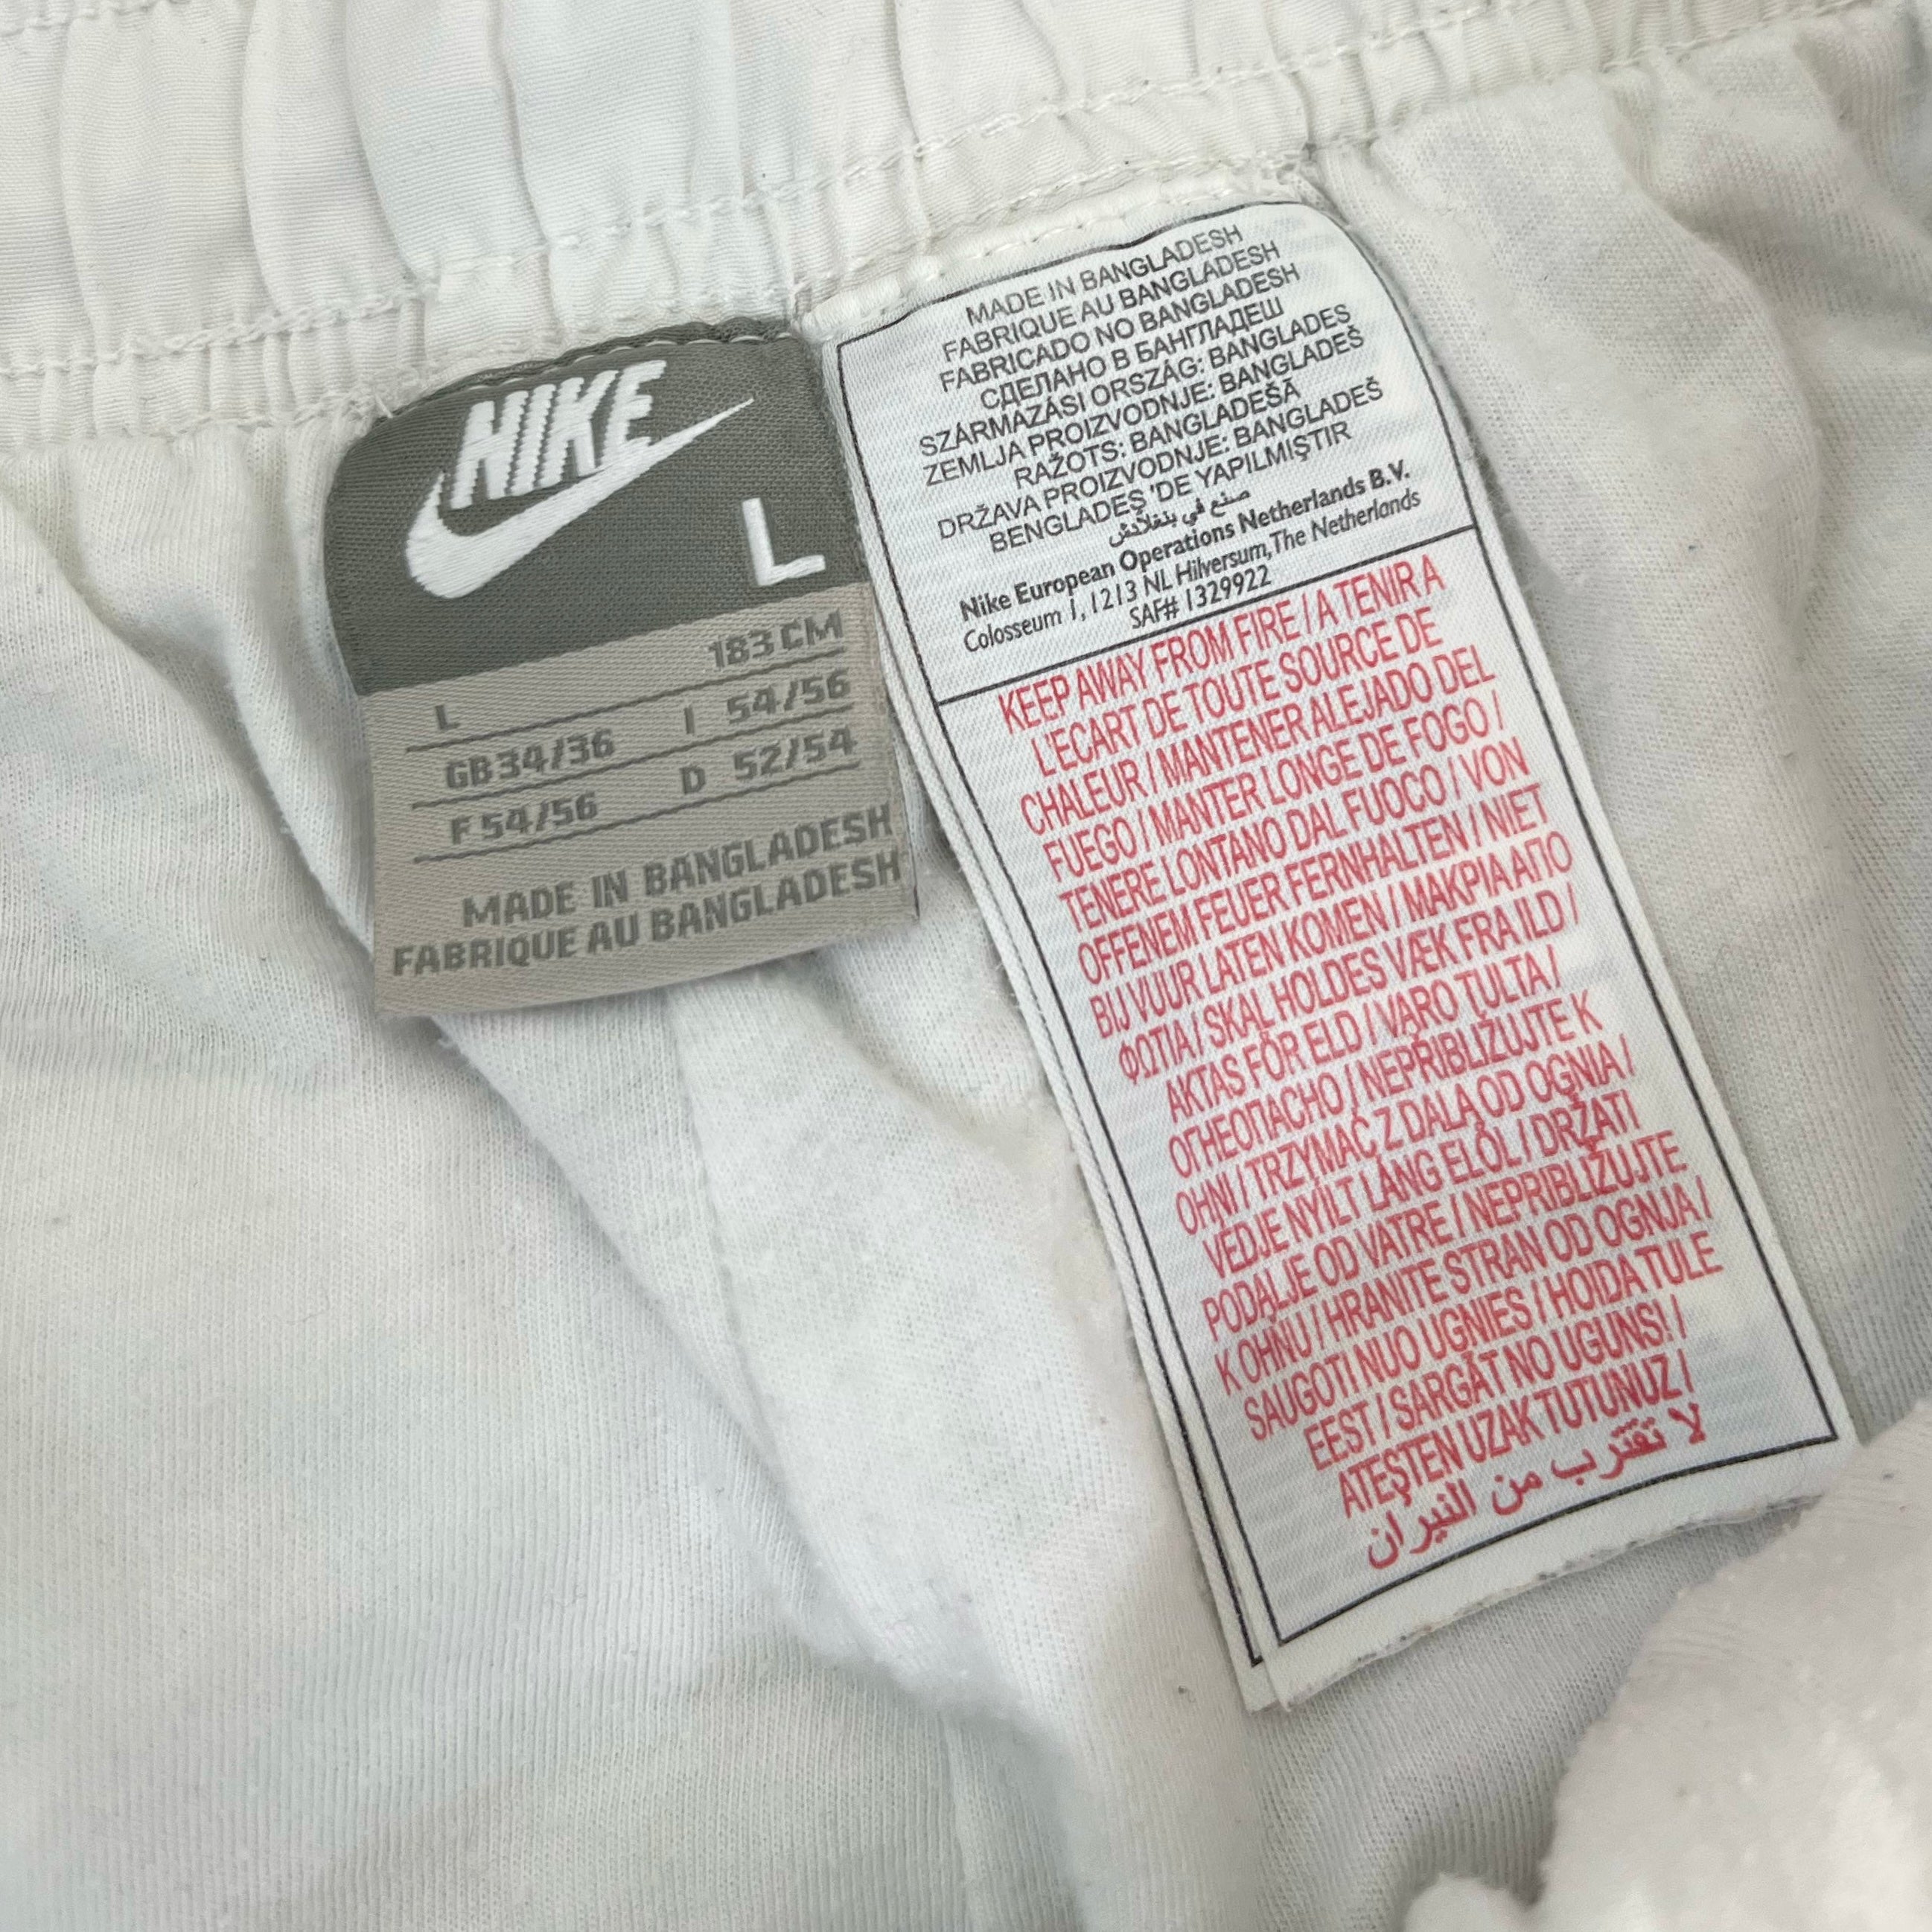 NIKE
L
183 CM
L
GB 34/36 I 54/56
F 54/56 D 52/54
MADE IN BANGLADESH
FABRIQUE AU BANGLADESH
MADE IN BANGLADESH
FABRIQUE AU BANGLADESH
FABRICADO NO BANGLADESH
СДЕЛАНО В БАНГЛАДЕШ
SZÁRMAZÁSI ORSZÁG: BANGLADES
ZEMLJA PROIZVODNJE: BANGLADEŠ
RAŽOTS: BANGLADEŠĀ
DRŽAVA PROIZVODNJE: BANGLADEŠ
BENGLADEŞ 'DE YAPILMIŞTIR
صنع في بنغلادش
Nike European Operations Netherlands B.V.
Colosseum 1, 1213 NL Hilversum, The Netherlands
SAF# 1329922
KEEP AWAY FROM FIRE / A TENIR A
L'ECART DE TOUTE SOURCE DE
CHALEUR / MANTENER ALEJADO DEL
FUEGO / MANTER LONGE DE FOGO /
TENERE LONTANO DAL FUOCO / VON
OFFENEM FEUER FERNHALTEN / NIET
BIJ VUUR LATEN KOMEN / ΜΑΚΡΙΑ ΑΠΟ
ΦΩΤΙΑ / SKAL HOLDES VÆK FRA ILD /
AKTAS FÖR ELD / VARO TULTA /
ОГНЕОПАСНО / NEPŘIBLIŽUJTE K
OHNI / TRZYMAĆ Z DALA OD OGNIA /
VEDJE NYÍLT LÁNG ELŐL / DRŽATI
PODALJE OD VATRE / NEPRIBLIŽUJTE
K OHŇU / HRANITE STRAN OD OGNJA /
SAUGOTI NUO UGNIES / HOIDA TULE
EEST / SARGĀT NO UGUNS! /
ATEŞTEN UZAK TUTUNUZ /
لا تقترب من النيران